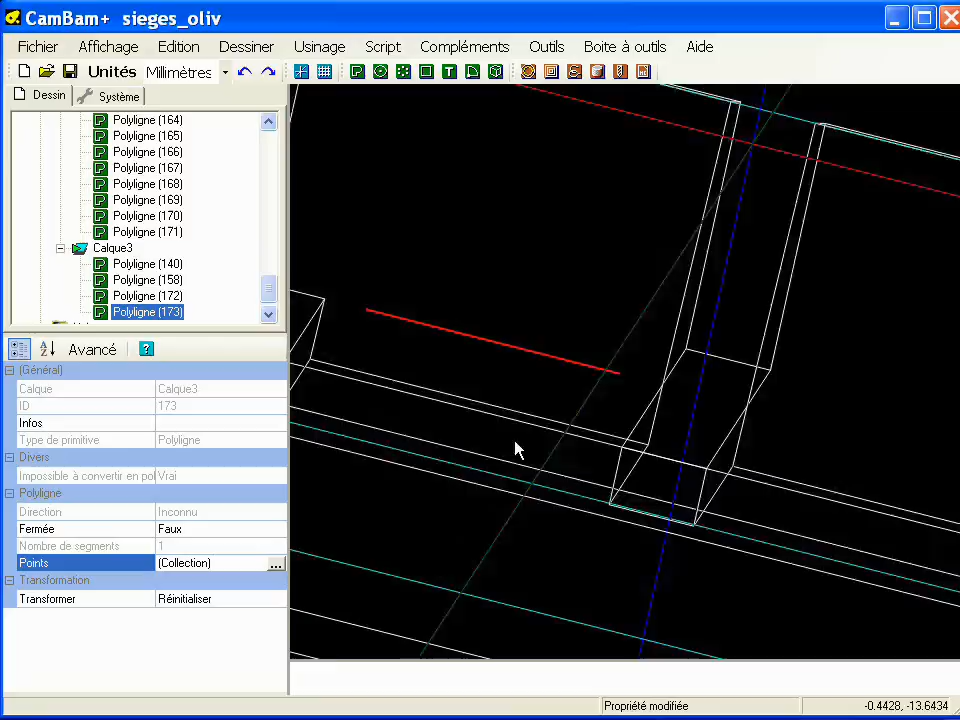 CamBam+ sieges_oliv
Fichier Affichage Edition Dessiner Usinage Script Compléments Outils Boite à outils Aide
Unités Millimètres
Dessin Système
Polyligne (164)
Polyligne (165)
Polyligne (166)
Polyligne (167)
Polyligne (168)
Polyligne (169)
Polyligne (170)
Polyligne (171)
Calque3
Polyligne (140)
Polyligne (158)
Polyligne (172)
Polyligne (173)
Avancé
(Général)
Calque Calque3
ID 173
Infos
Type de primitive Polyligne
Divers
Impossible à convertir en pol Vrai
Polyligne
Direction Inconnu
Fermée Faux
Nombre de segments 1
Points (Collection) ...
Transformation
Transformer Réinitialiser
Propriété modifiée -0.4428, -13.6434